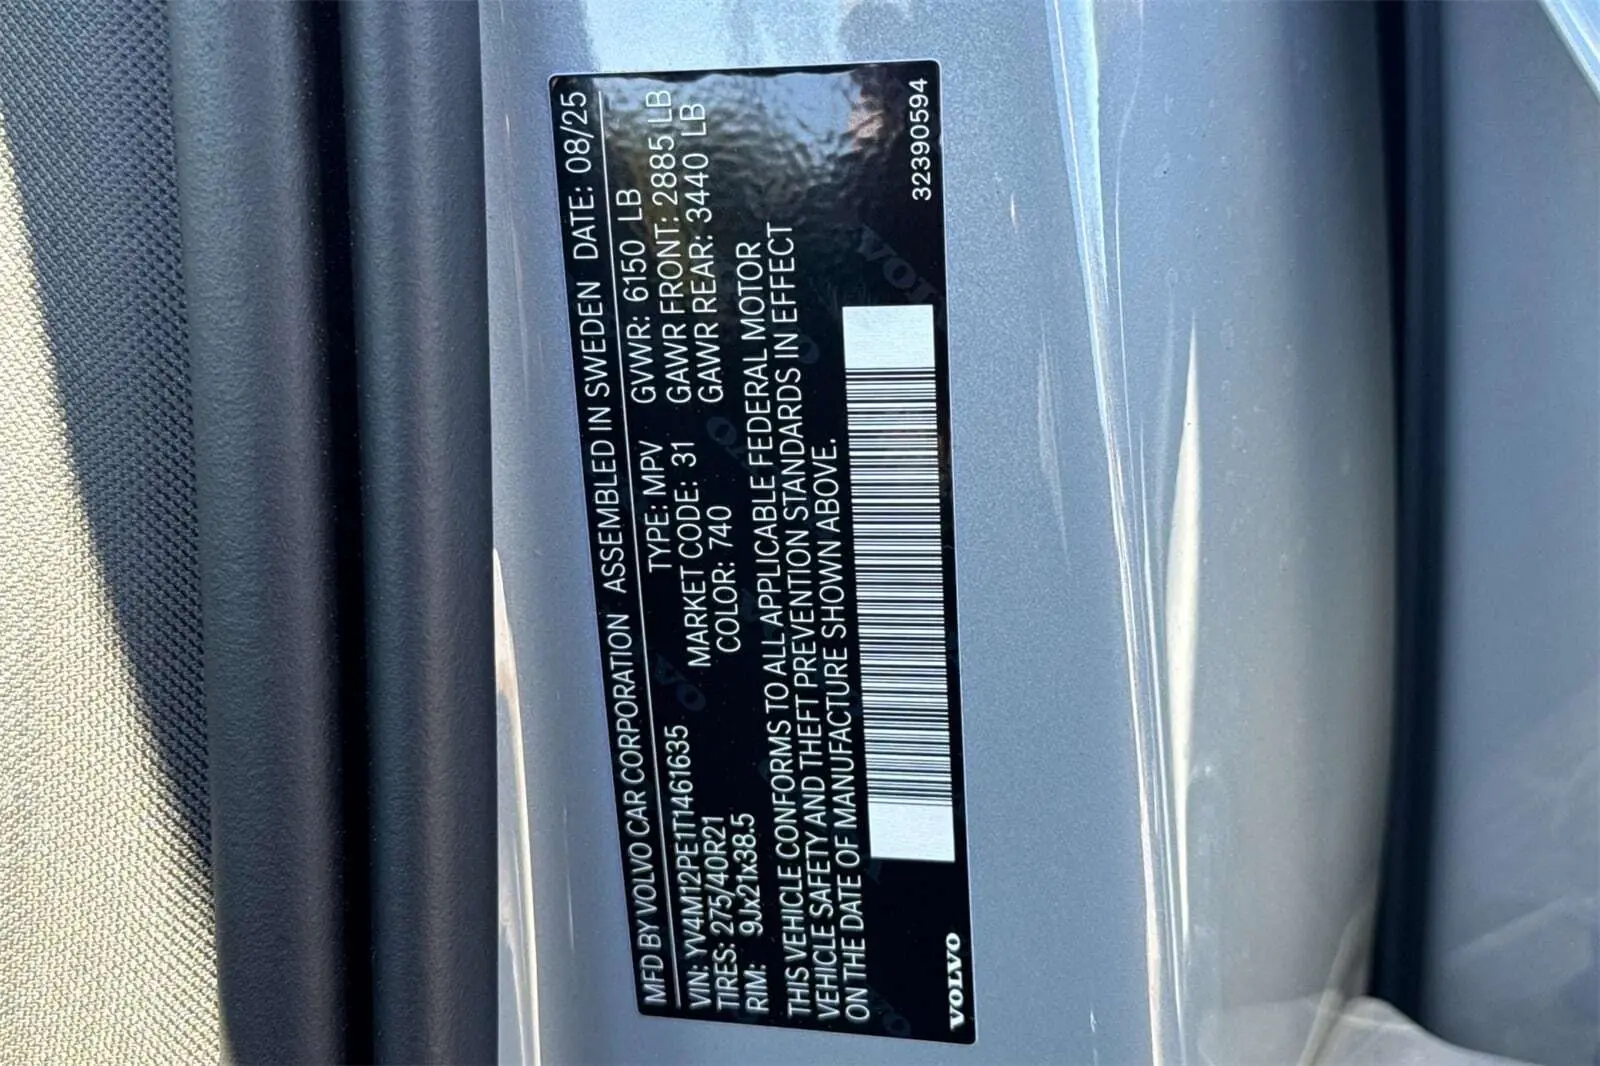 MFD BY VOLVO CAR CORPORATION ASSEMBLED IN SWEDEN DATE: 08/25
VIN: YV4M12PE1T1461635 TYPE: MPV GVWR: 6150 LB
TIRES: 275/40R21 MARKET CODE: 31 GAWR FRONT: 2885 LB
RIM: 9Jx21x38.5 COLOR: 740 GAWR REAR: 3440 LB
THIS VEHICLE CONFORMS TO ALL APPLICABLE FEDERAL MOTOR
VEHICLE SAFETY AND THEFT PREVENTION STANDARDS IN EFFECT
ON THE DATE OF MANUFACTURE SHOWN ABOVE.
VOLVO 32390594